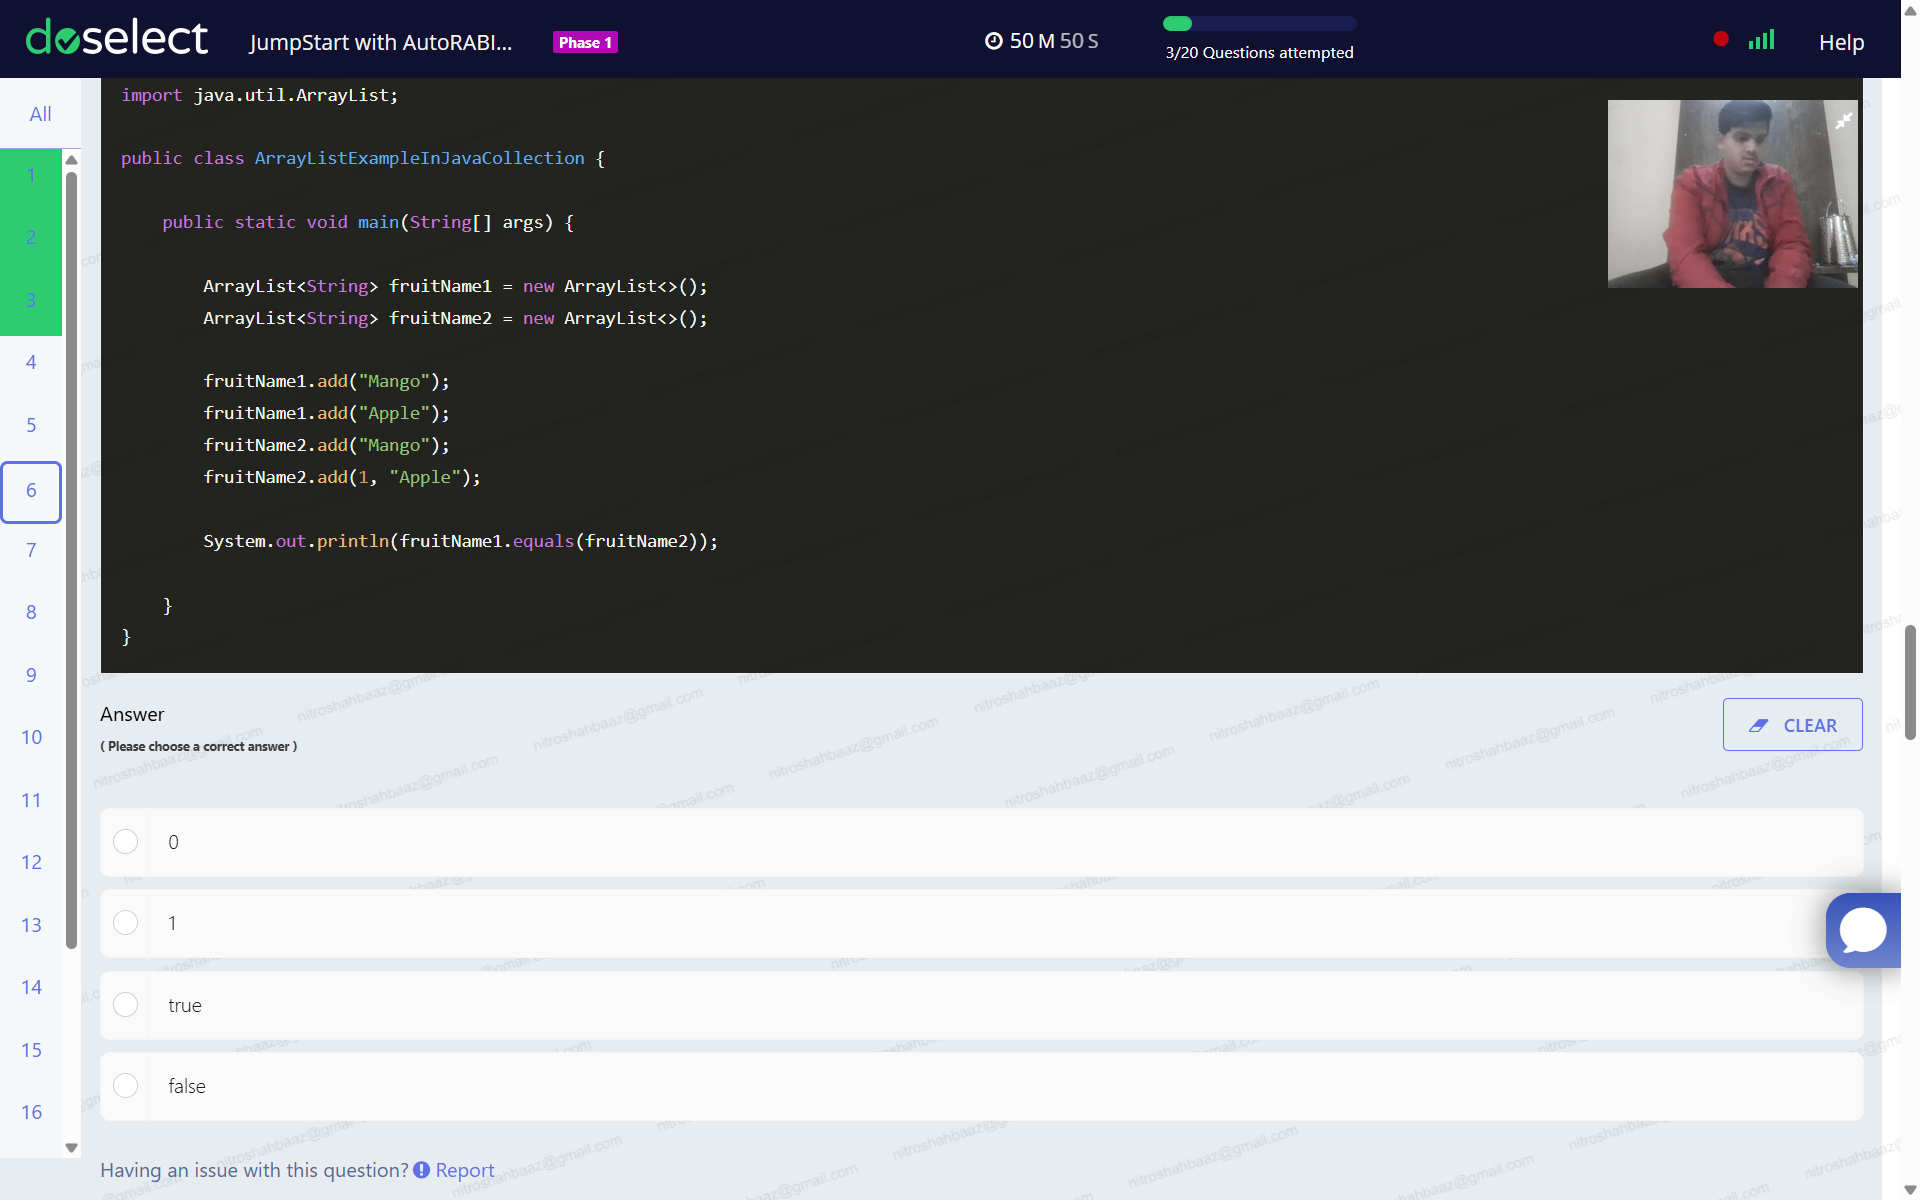 doselect
JumpStart with AutoRABI...
Phase 1
50 M 50 S
3/20 Questions attempted
Help
All
1
2
3
4
5
6
7
8
9
10
11
12
13
14
15
16
import java.util.ArrayList;
public class ArrayListExampleInJavaCollection {
public static void main(String[] args) {
ArrayList<String> fruitName1 = new ArrayList<>();
ArrayList<String> fruitName2 = new ArrayList<>();
fruitName1.add("Mango");
fruitName1.add("Apple");
fruitName2.add("Mango");
fruitName2.add(1, "Apple");
System.out.println(fruitName1.equals(fruitName2));
}
}
Answer
( Please choose a correct answer )
CLEAR
0
1
true
false
Having an issue with this question? Report
nitroshahbaaz@gmail.com